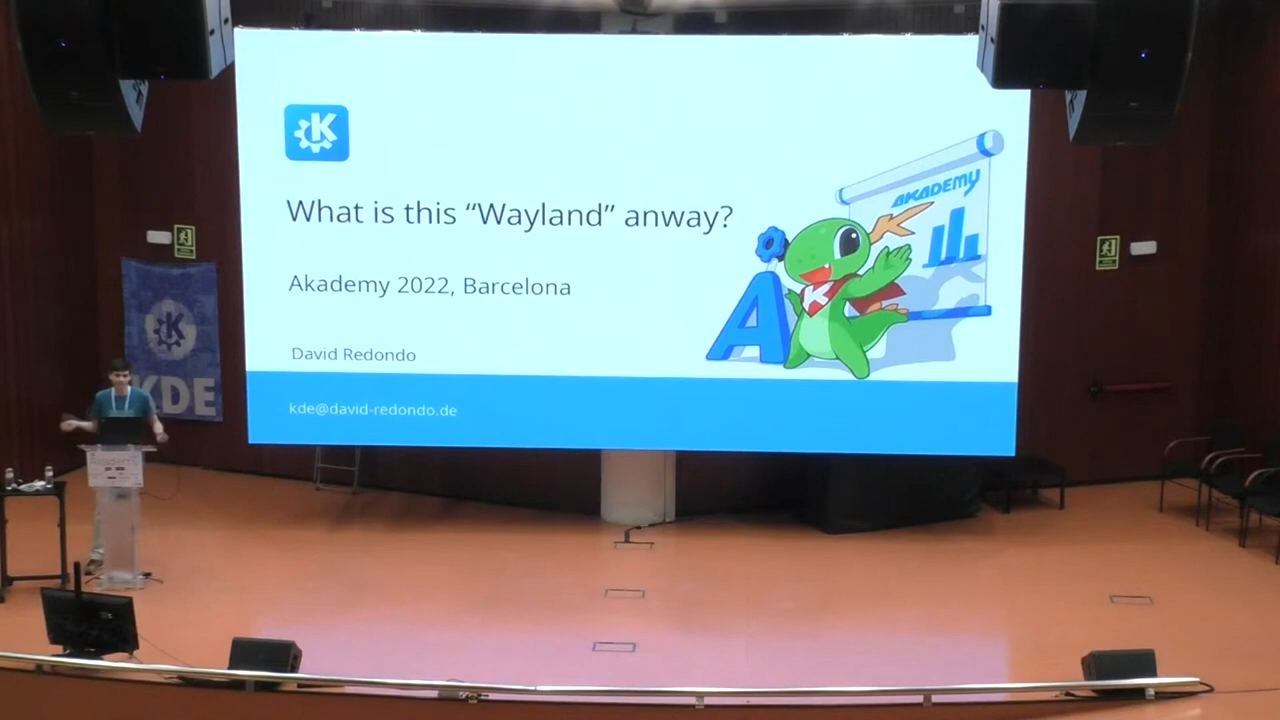 K
What is this “Wayland” anway?
Akademy 2022, Barcelona
David Redondo
kde@david-redondo.de
AKADEMY
K
A
K
K
KDE